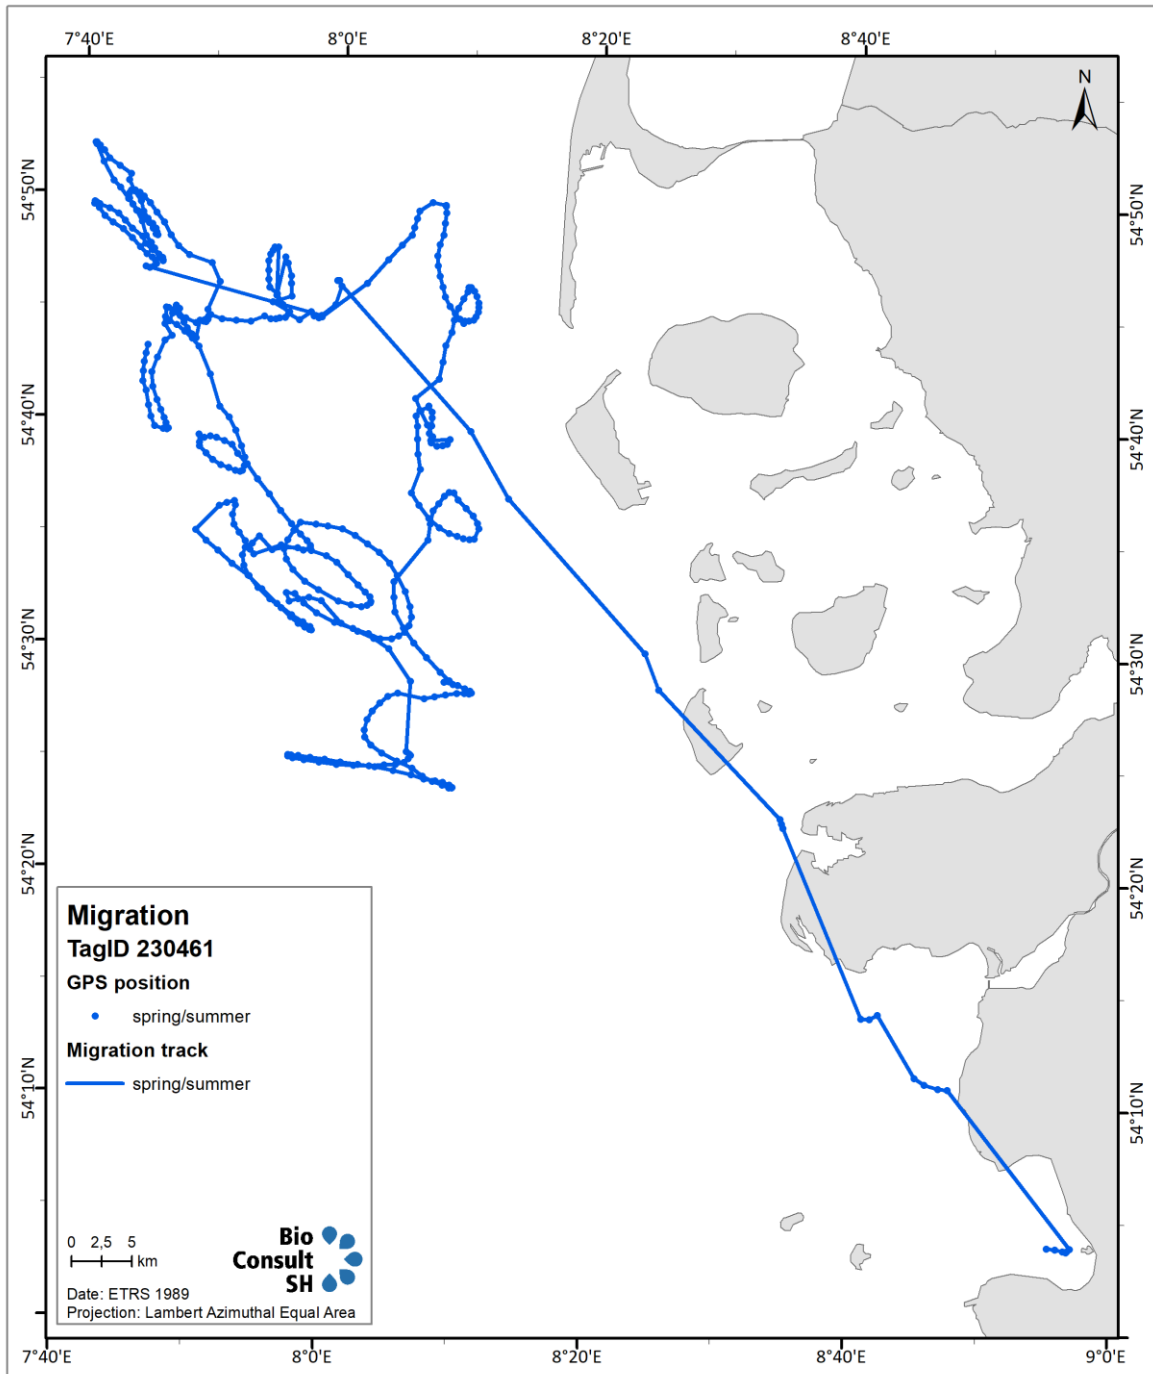 7°40'E 8°0'E 8°20'E 8°40'E
N
54°50'N
54°50'N
54°40'N
54°40'N
54°30'N
54°30'N
54°20'N
54°20'N
54°10'N
54°10'N
Migration
TagID 230461
GPS position
spring/summer
Migration track
spring/summer
0 2,5 5
km
Bio
Consult
SH
Date: ETRS 1989
Projection: Lambert Azimuthal Equal Area
7°40'E 8°0'E 8°20'E 8°40'E 9°0'E